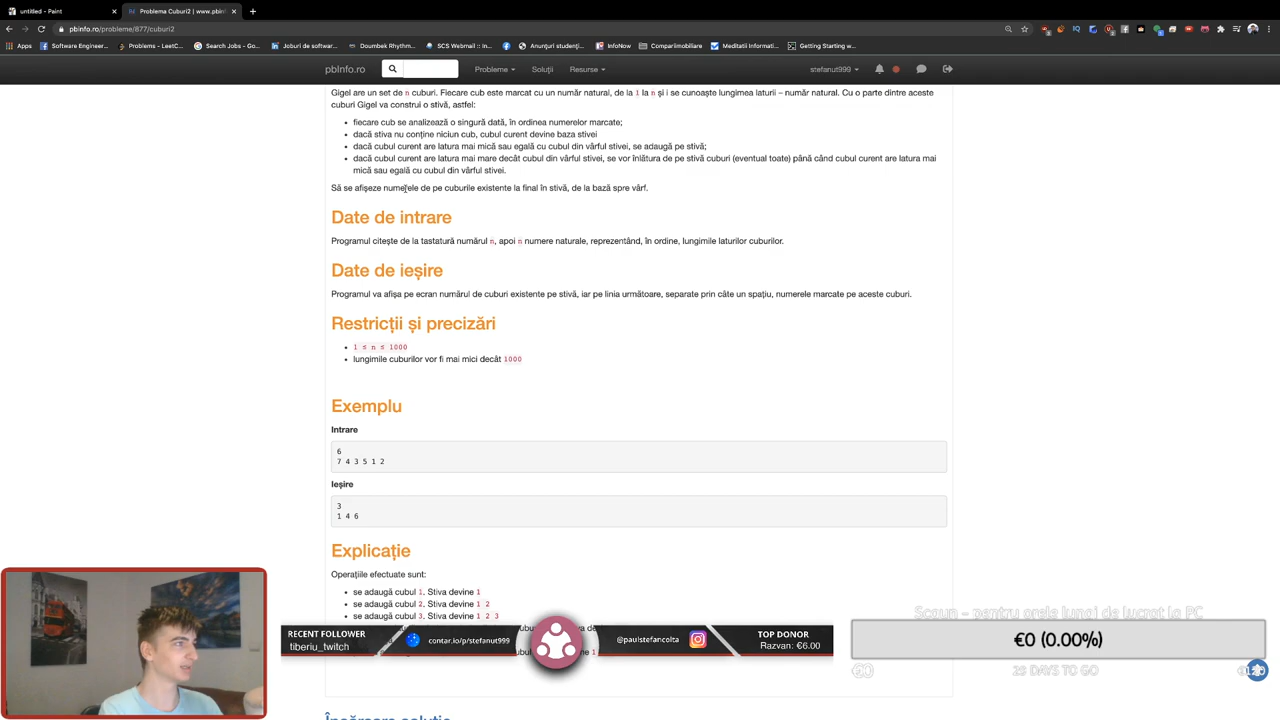 untitled - Paint
Problema Cuburi2 | www.pbin
pbinfo.ro/probleme/877/cuburi2
Apps
Software Engineer...
Problems - LeetC...
Search Jobs - Go...
Joburi de softwar...
Doumbek Rhythm...
SCS Webmail :: In...
Anunțuri studenți...
InfoNow
Compariimobiliare
Meditatii Informati...
Getting Starting w...
pbInfo.ro
Probleme
Soluții
Resurse
stefanut999
Gigel are un set de n cuburi. Fiecare cub este marcat cu un număr natural, de la 1 la n și i se cunoaște lungimea laturii – număr natural. Cu o parte dintre aceste
cuburi Gigel va construi o stivă, astfel:
fiecare cub se analizează o singură dată, în ordinea numerelor marcate;
dacă stiva nu conține niciun cub, cubul curent devine baza stivei
dacă cubul curent are latura mai mică sau egală cu cubul din vârful stivei, se adaugă pe stivă;
dacă cubul curent are latura mai mare decât cubul din vârful stivei, se vor înlătura de pe stivă cuburi (eventual toate) până când cubul curent are latura mai
mică sau egală cu cubul din vârful stivei.
Să se afișeze numerele de pe cuburile existente la final în stivă, de la bază spre vârf.
Date de intrare
Programul citește de la tastatură numărul n, apoi n numere naturale, reprezentând, în ordine, lungimile laturilor cuburilor.
Date de ieșire
Programul va afișa pe ecran numărul de cuburi existente pe stivă, iar pe linia următoare, separate prin câte un spațiu, numerele marcate pe aceste cuburi.
Restricții și precizări
1 ≤ n ≤ 1000
lungimile cuburilor vor fi mai mici decât 1000
Exemplu
Intrare
6
7 4 3 5 1 2
Ieșire
3
1 4 6
Explicație
Operațiile efectuate sunt:
se adaugă cubul 1. Stiva devine 1
se adaugă cubul 2. Stiva devine 1 2
se adaugă cubul 3. Stiva devine 1 2 3
RECENT FOLLOWER
tiberiu_twitch
contar.io/p/stefanut999
@paulstefancolta
TOP DONOR
Razvan: €6.00
Scaun - pentru orele lungi de lucrat la PC
€0 (0.00%)
€0